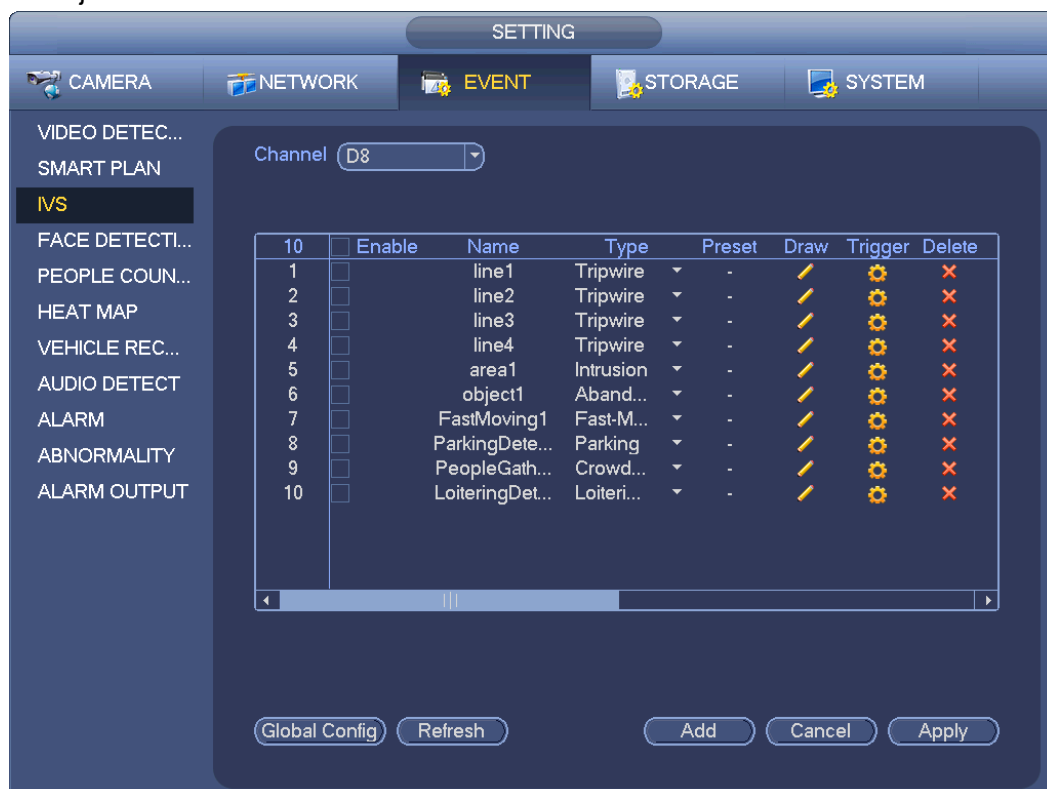 SETTING
CAMERA NETWORK EVENT STORAGE SYSTEM
VIDEO DETEC...
SMART PLAN
IVS
FACE DETECTI...
PEOPLE COUN...
HEAT MAP
VEHICLE REC...
AUDIO DETECT
ALARM
ABNORMALITY
ALARM OUTPUT
Channel D8
10 Enable Name Type Preset Draw Trigger Delete
1 line1 Tripwire -
2 line2 Tripwire -
3 line3 Tripwire -
4 line4 Tripwire -
5 area1 Intrusion -
6 object1 Aband... -
7 FastMoving1 Fast-M... -
8 ParkingDete... Parking -
9 PeopleGath... Crowd... -
10 LoiteringDet... Loiteri... -
Global Config Refresh Add Cancel Apply